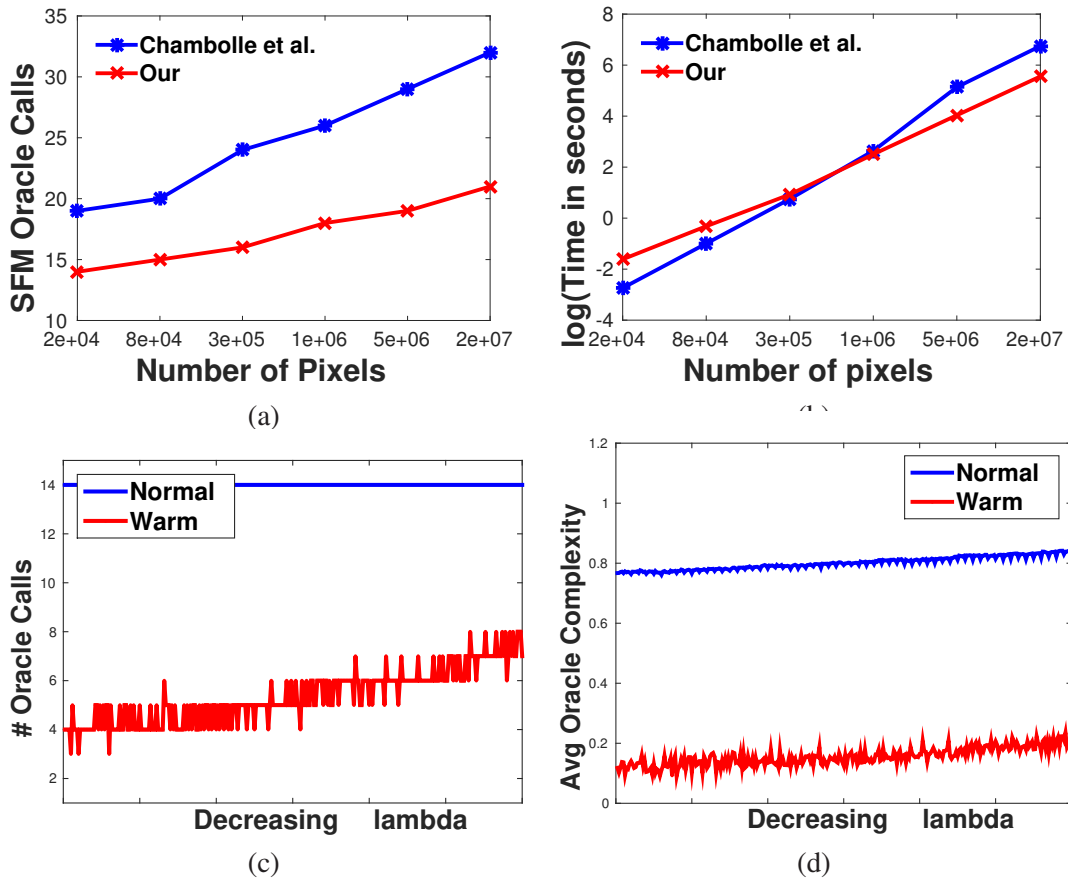 SFM Oracle Calls
35
30
25
20
15
10
Chambolle et al.
Our
2e+04 8e+04 3e+05 1e+06 5e+06 2e+07
Number of Pixels
(a)
log(Time in seconds)
8
6
4
2
0
-2
-4
Chambolle et al.
Our
2e+04 8e+04 3e+05 1e+06 5e+06 2e+07
Number of pixels
# Oracle Calls
14
12
10
8
6
4
2
Normal
Warm
Decreasing lambda
(c)
Avg Oracle Complexity
1.2
1
0.8
0.6
0.4
0.2
0
Normal
Warm
Decreasing lambda
(d)